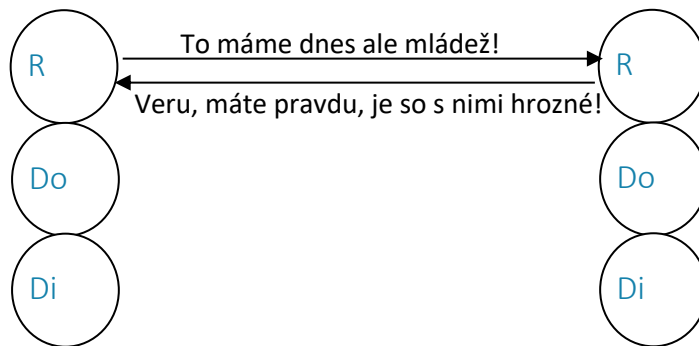 To máme dnes ale mládež!
R
R
Veru, máte pravdu, je so s nimi hrozné!
Do
Do
Di
Di